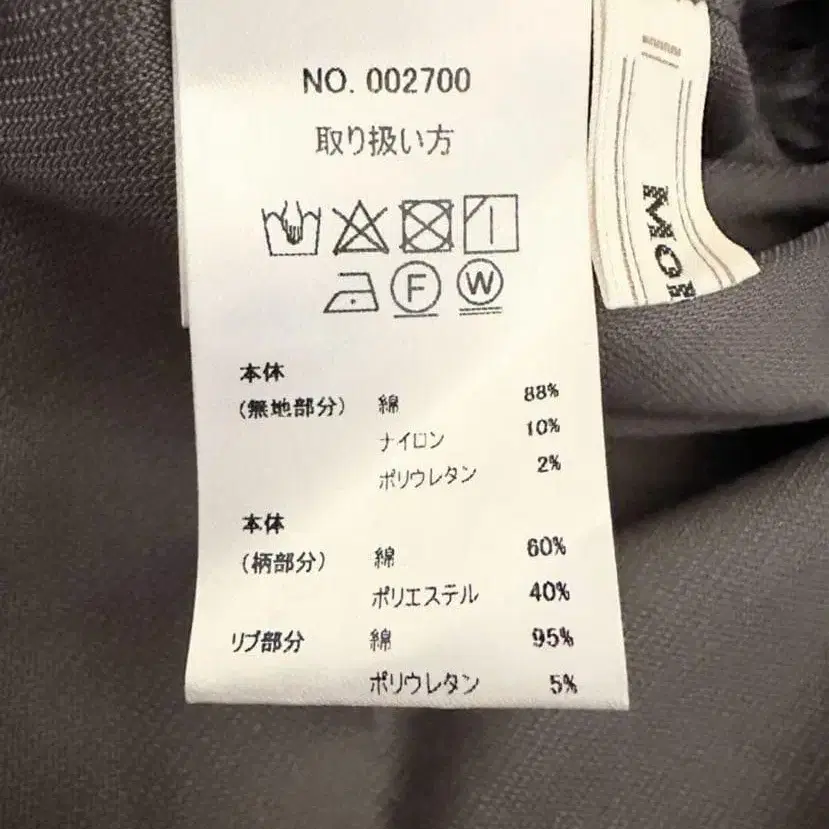 NO. 002700
取り扱い方
F W
本体
(無地部分) 綿 88%
ナイロン 10%
ポリウレタン 2%
本体
(柄部分) 綿 60%
ポリエステル 40%
リブ部分 綿 95%
ポリウレタン 5%